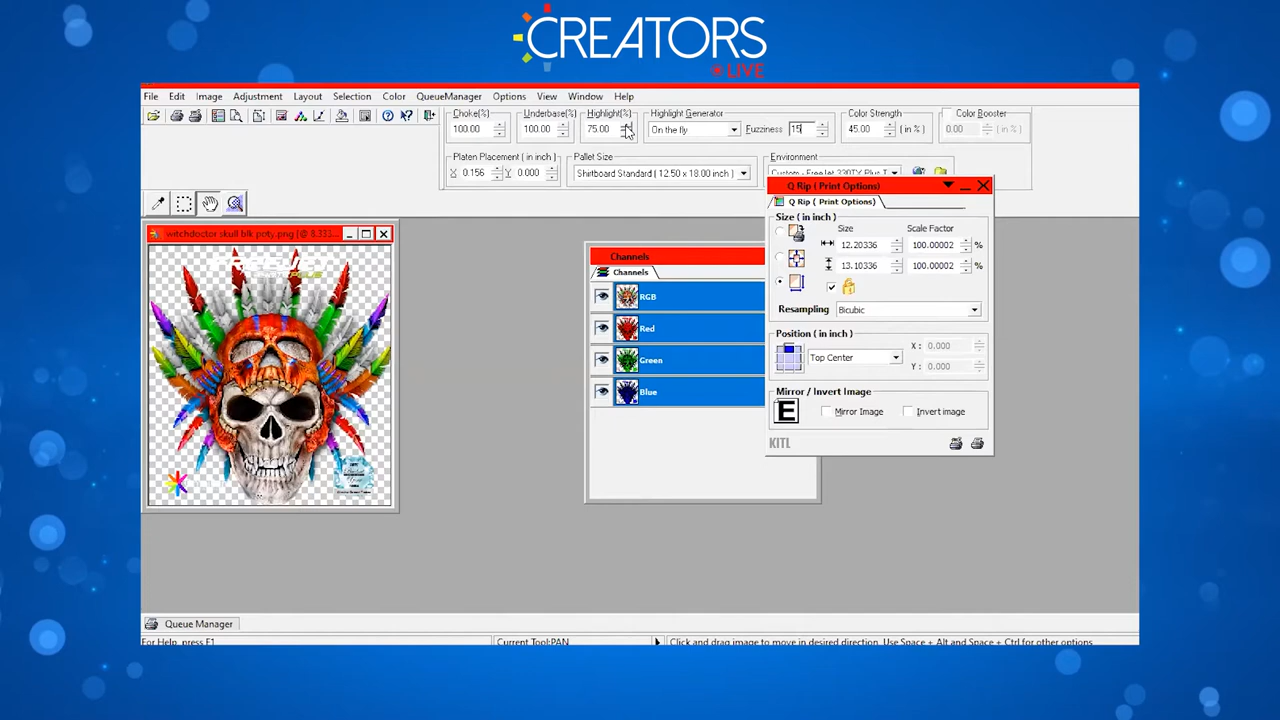 CREATORS
LIVE
File Edit Image Adjustment Layout Selection Color QueueManager Options View Window Help
Choke(%) Underbase(%) Highlight(%) Highlight Generator Color Strength Color Booster
100.00 100.00 75.00 On the fly Fuzziness 15 45.00 ( in % ) 0.00 ( in % )
Platen Placement ( in inch ) Pallet Size Environment
X 0.156 Y 0.000 Shirtboard Standard ( 12.50 x 18.00 inch )
Q Rip ( Print Options)
Q Rip ( Print Options)
Size ( in inch )
Size Scale Factor
12.20336 100.00002 %
13.10336 100.00002 %
Resampling Bicubic
Position ( in inch )
Top Center X : 0.000
Y : 0.000
Mirror / Invert Image
E Mirror Image Invert image
KITL
witchdoctor skull blk poty.png (@ 8.333...
Channels
Channels
RGB
Red
Green
Blue
Queue Manager
For Help, press F1 Current Tool:PAN Click and drag image to move in desired direction. Use Space + Alt and Space + Ctrl for other options